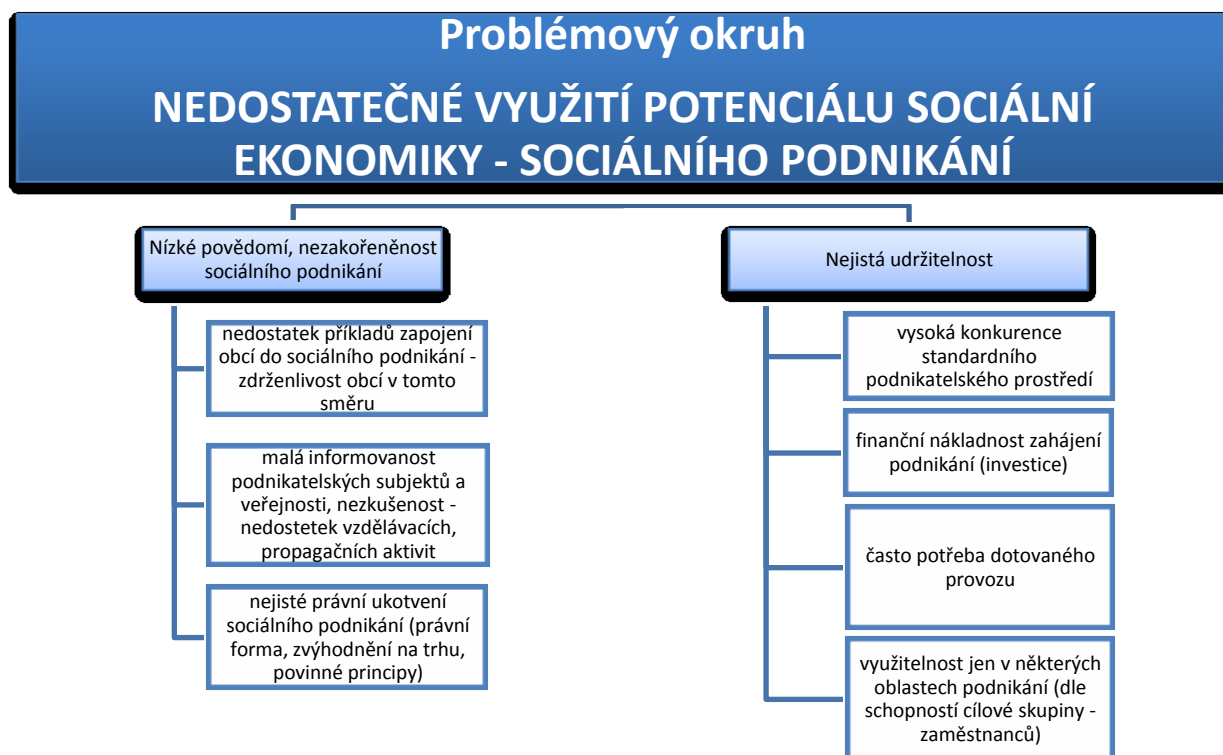 Problémový okruh
NEDOSTATEČNÉ VYUŽITÍ POTENCIÁLU SOCIÁLNÍ
EKONOMIKY - SOCIÁLNÍHO PODNIKÁNÍ
Nízké povědomí, nezakořeněnost
sociálního podnikání
nedostatek příkladů zapojení
obcí do sociálního podnikání -
zdrženlivost obcí v tomto
směru
malá informovanost
podnikatelských subjektů a
veřejnosti, nezkušenost -
nedostetek vzdělávacích,
propagačních aktivit
nejisté právní ukotvení
sociálního podnikání (právní
forma, zvýhodnění na trhu,
povinné principy)
Nejistá udržitelnost
vysoká konkurence
standardního
podnikatelského prostředí
finanční nákladnost zahájení
podnikání (investice)
často potřeba dotovaného
provozu
využitelnost jen v některých
oblastech podnikání (dle
schopností cílové skupiny -
zaměstnanců)